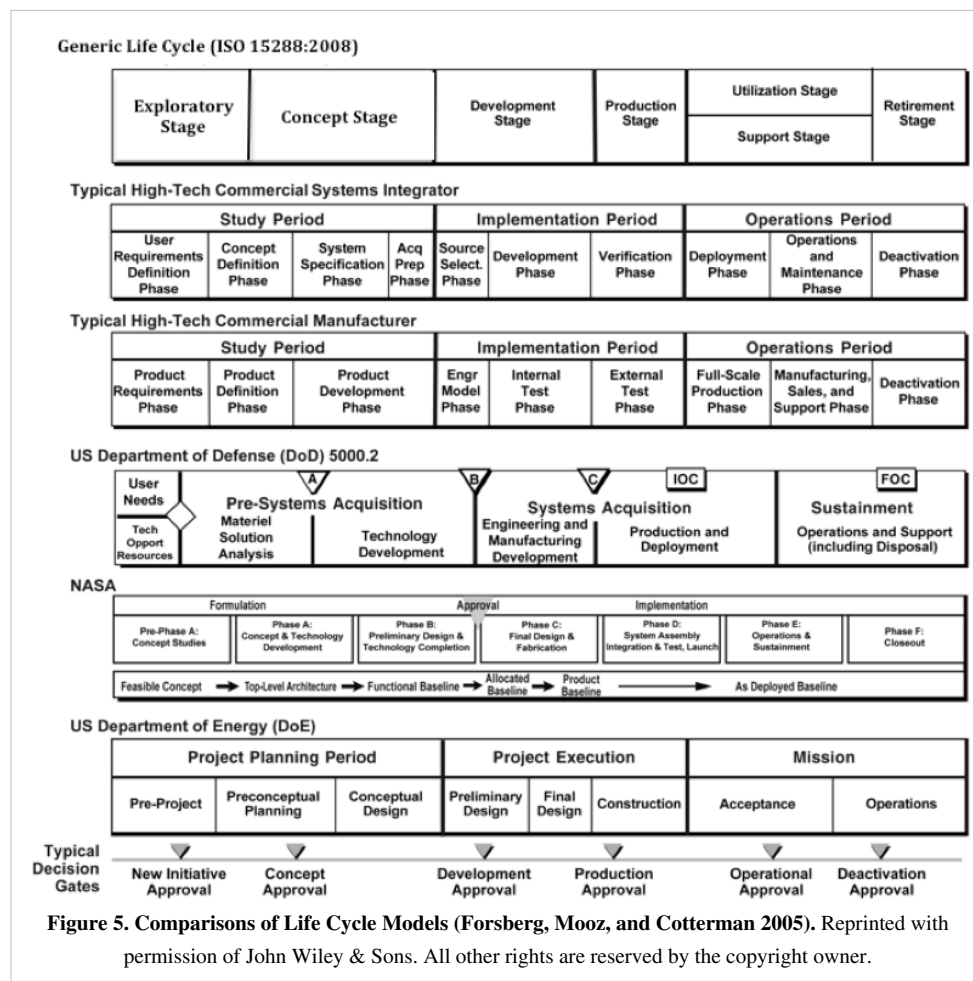 Generic Life Cycle (ISO 15288:2008)
Exploratory
Stage
Concept Stage
Development
Stage
Production
Stage
Utilization Stage
Support Stage
Retirement
Stage
Typical High-Tech Commercial Systems Integrator
Study Period
Implementation Period
Operations Period
User
Requirements
Definition
Phase
Concept
Definition
Phase
System
Specification
Phase
Acq
Prep
Phase
Source
Select.
Phase
Development
Phase
Verification
Phase
Deployment
Phase
Operations
and
Maintenance
Phase
Deactivation
Phase
Typical High-Tech Commercial Manufacturer
Study Period
Implementation Period
Operations Period
Product
Requirements
Phase
Product
Definition
Phase
Product
Development
Phase
Engr
Model
Phase
Internal
Test
Phase
External
Test
Phase
Full-Scale
Production
Phase
Manufacturing,
Sales, and
Support Phase
Deactivation
Phase
US Department of Defense (DoD) 5000.2
User
Needs
Tech
Opport
Resources
A
B
C
IOC
FOC
Pre-Systems Acquisition
Systems Acquisition
Sustainment
Materiel
Solution
Analysis
Technology
Development
Engineering and
Manufacturing
Development
Production and
Deployment
Operations and Support
(including Disposal)
NASA
Formulation
Approval
Implementation
Pre-Phase A:
Concept Studies
Phase A:
Concept & Technology
Development
Phase B:
Preliminary Design &
Technology Completion
Phase C:
Final Design &
Fabrication
Phase D:
System Assembly
Integration & Test, Launch
Phase E:
Operations &
Sustainment
Phase F:
Closeout
Feasible Concept
Top-Level Architecture
Functional Baseline
Allocated
Baseline
Product
Baseline
As Deployed Baseline
US Department of Energy (DoE)
Project Planning Period
Project Execution
Mission
Pre-Project
Preconceptual
Planning
Conceptual
Design
Preliminary
Design
Final
Design
Construction
Acceptance
Operations
Typical
Decision
Gates
New Initiative
Approval
Concept
Approval
Development
Approval
Production
Approval
Operational
Approval
Deactivation
Approval
Figure 5. Comparisons of Life Cycle Models (Forsberg, Mooz, and Cotterman 2005). Reprinted with
permission of John Wiley & Sons. All other rights are reserved by the copyright owner.